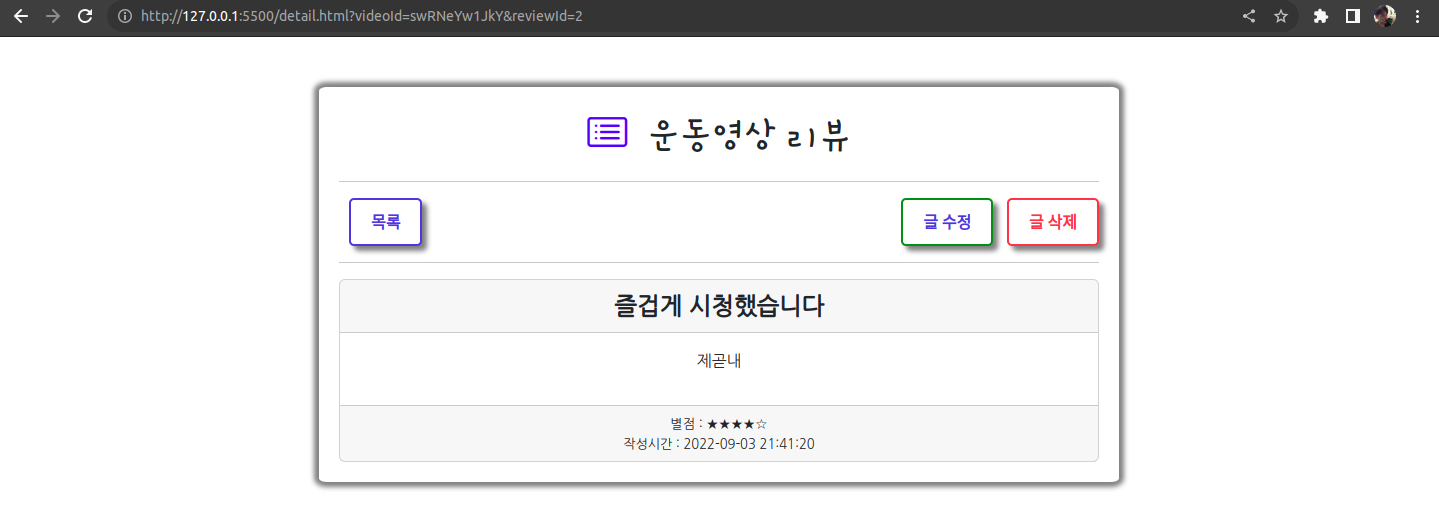 http://127.0.0.1:5500/detail.html?videoId=swRNeYw1JkY&reviewId=2
운동영상 리뷰
목록 글 수정 글 삭제
즐겁게 시청했습니다
제곧내
별점 : ★★★★☆
작성시간 : 2022-09-03 21:41:20